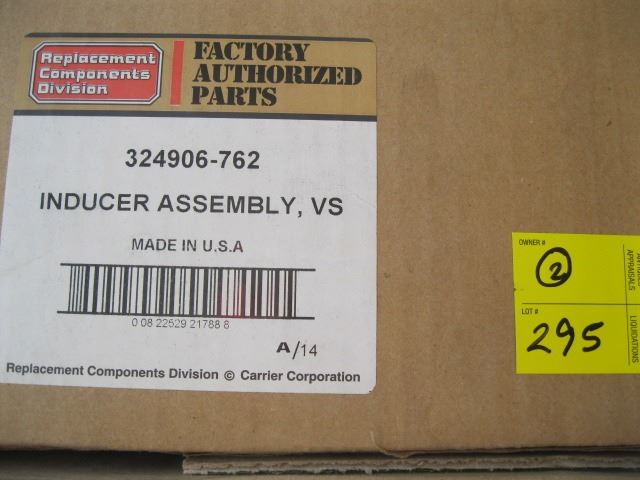 Replacement
Components
Division
FACTORY
AUTHORIZED
PARTS
324906-762
INDUCER ASSEMBLY, VS
MADE IN U.S.A
0 08 22529 21788 8
A/14
Replacement Components Division © Carrier Corporation
OWNER #
2
LOT #
295
APPRAISALS
LIQUIDATIONS